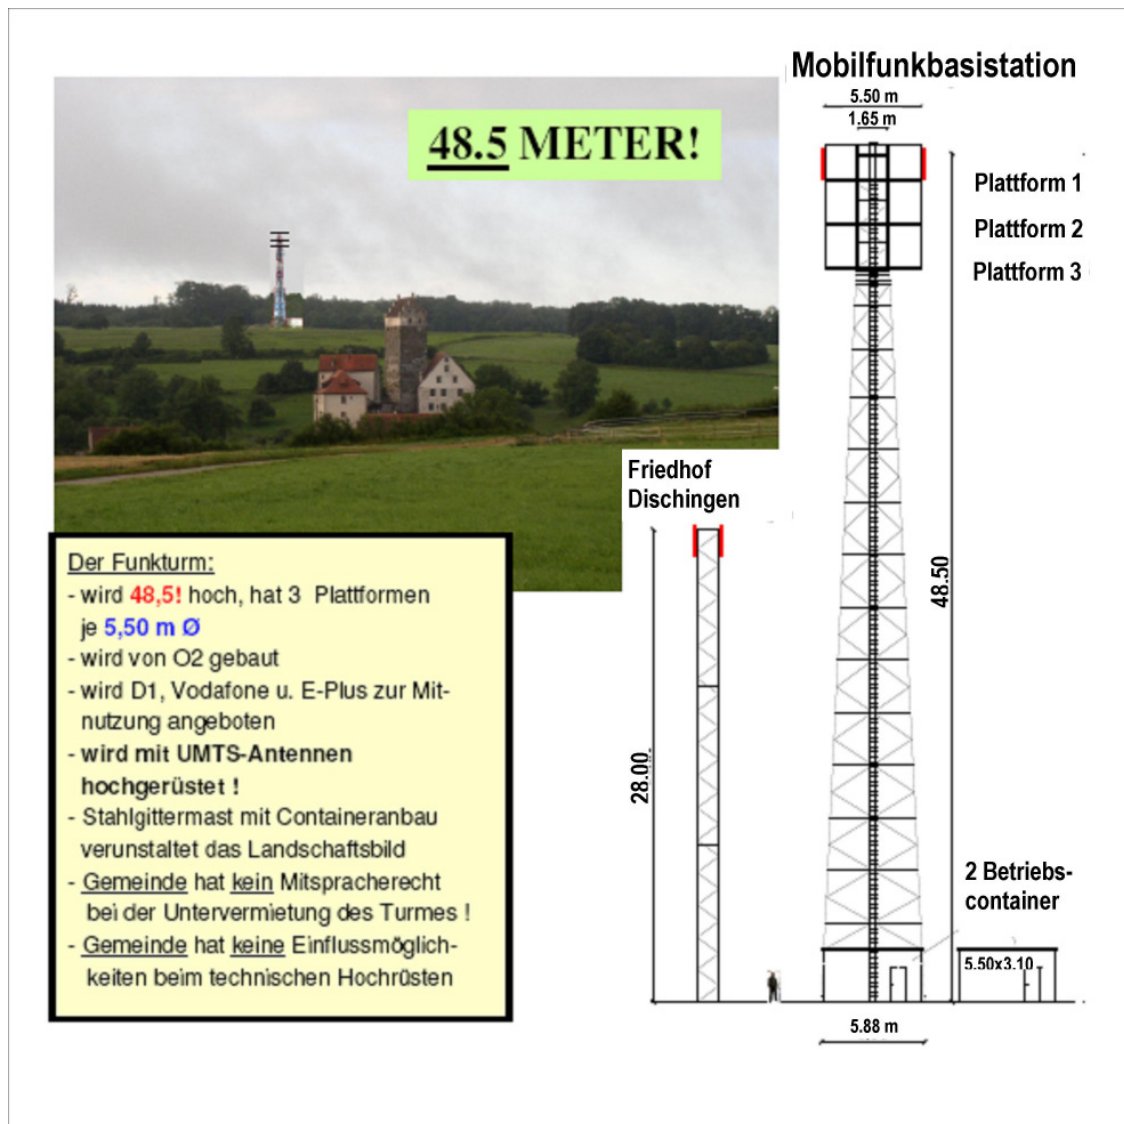 Mobilfunkbasistation
5.50 m
1.65 m
48.5 METER!
Plattform 1
Plattform 2
Plattform 3
Friedhof
Dischingen
28.00
48.50
2 Betriebs-
container
5.50x3.10
5.88 m
Der Funkturm:
- wird 48,5! hoch, hat 3 Plattformen
je 5,50 m Ø
- wird von O2 gebaut
- wird D1, Vodafone u. E-Plus zur Mit-
nutzung angeboten
- wird mit UMTS-Antennen
hochgerüstet !
- Stahlgittermast mit Containeranbau
verunstaltet das Landschaftsbild
- Gemeinde hat kein Mitspracherecht
bei der Untervermietung des Turmes !
- Gemeinde hat keine Einflussmöglich-
keiten beim technischen Hochrüsten